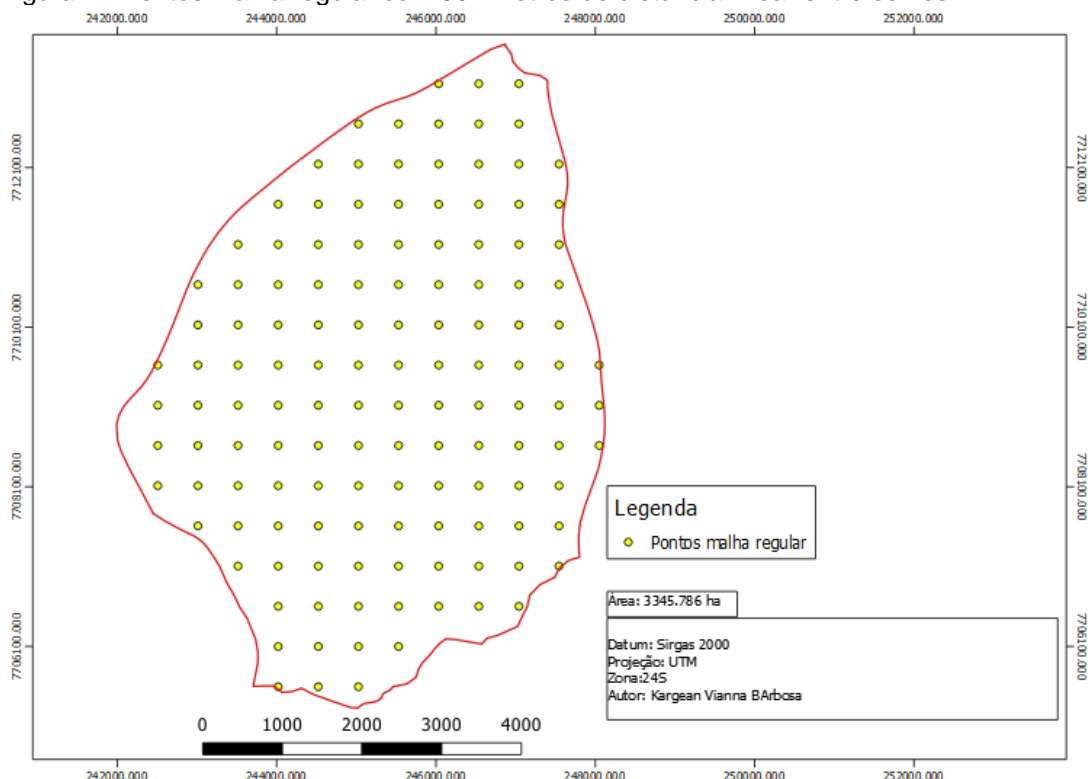 242000.000 244000.000 246000.000 248000.000 250000.000 252000.000
7712100.000 7712100.000
7710100.000 7710100.000
7708100.000 7708100.000
Legenda
Pontos malha regular
Área: 3345.786 ha
7706100.000 7706100.000
Datum: Sirgas 2000
Projeção: UTM
Zona:24S
Autor: Kargean Vianna BArbosa
0 1000 2000 3000 4000
242000.000 244000.000 246000.000 248000.000 250000.000 252000.000